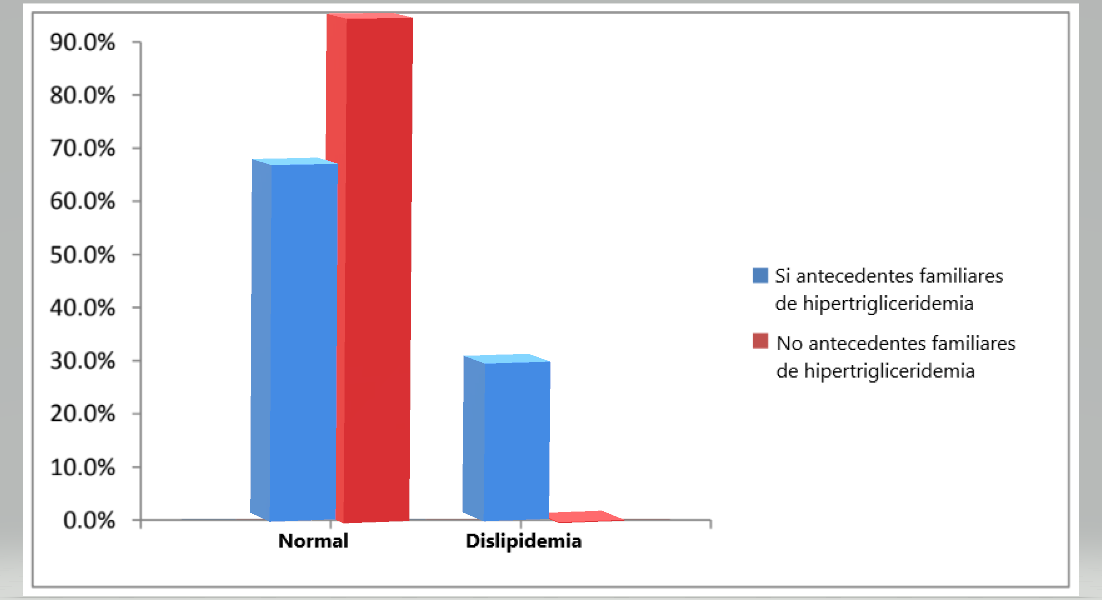 90.0%
80.0%
70.0%
60.0%
50.0%
40.0%
30.0%
20.0%
10.0%
0.0%
Normal
Dislipidemia
Si antecedentes familiares
de hipertrigliceridemia
No antecedentes familiares
de hipertrigliceridemia